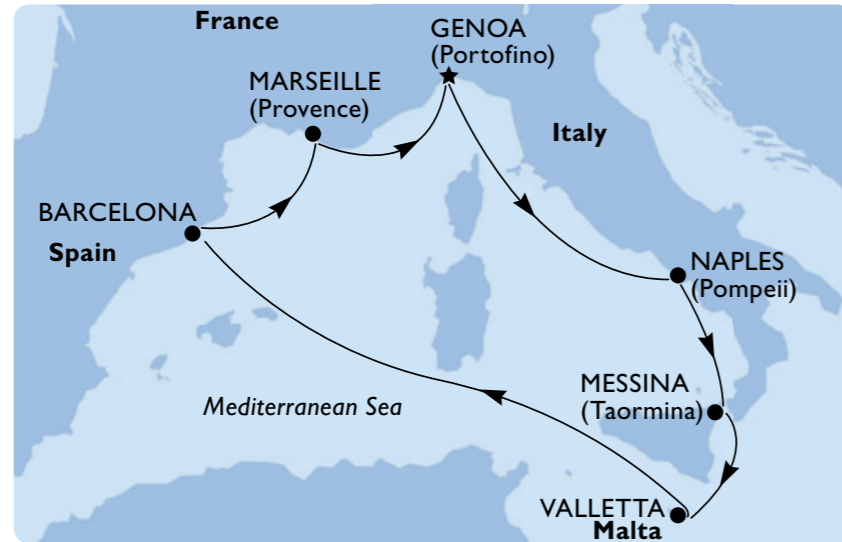 France
GENOA
(Portofino)
MARSEILLE
(Provence)
Italy
BARCELONA
Spain
NAPLES
(Pompeii)
MESSINA
(Taormina)
Mediterranean Sea
VALLETTA
Malta